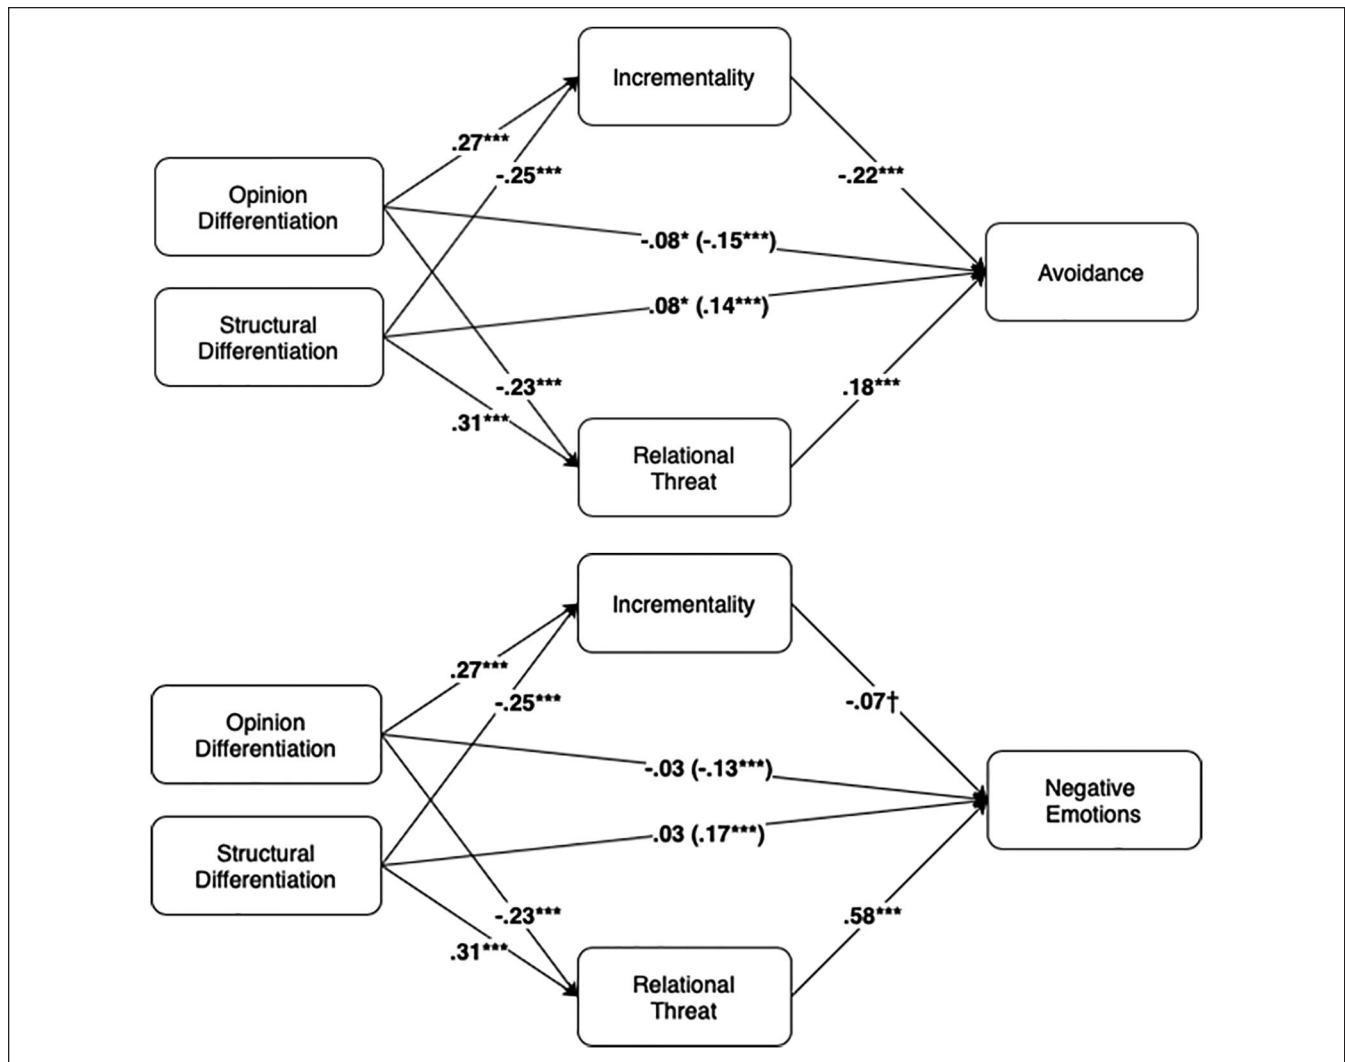 Incrementality
.27***
-.25***
-.22***
Opinion
Differentiation
-.08* (-.15***)
Avoidance
Structural
Differentiation
.08* (.14***)
-.23***
.31***
.18***
Relational
Threat
Incrementality
.27***
-.25***
-.07†
Opinion
Differentiation
-.03 (-.13***)
Negative
Emotions
Structural
Differentiation
.03 (.17***)
-.23***
.31***
.58***
Relational
Threat